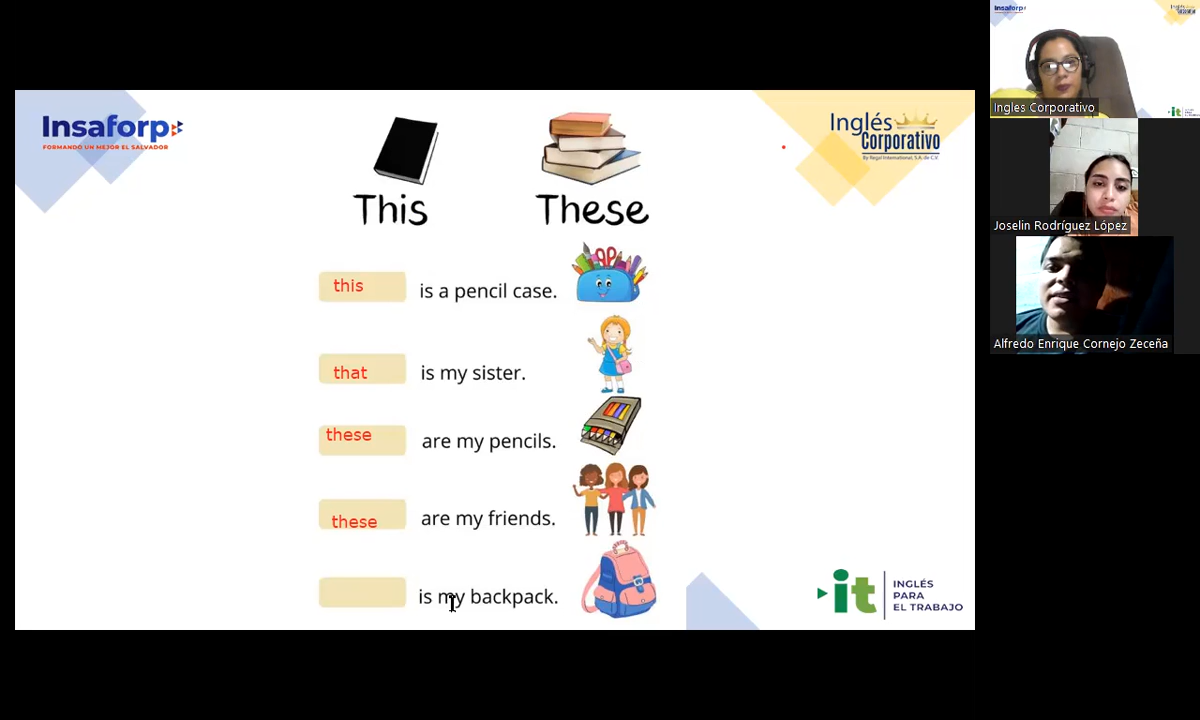 Insaforp
FORMANDO UN MEJOR EL SALVADOR
Inglés
Corporativo
By Regal International, S.A. de C.V.
This
These
this is a pencil case.
that is my sister.
these are my pencils.
these are my friends.
is my backpack.
it
INGLÉS
PARA
EL TRABAJO
Insaforp
Ingles Corporativo
Joselin Rodríguez López
Alfredo Enrique Cornejo Zeceña